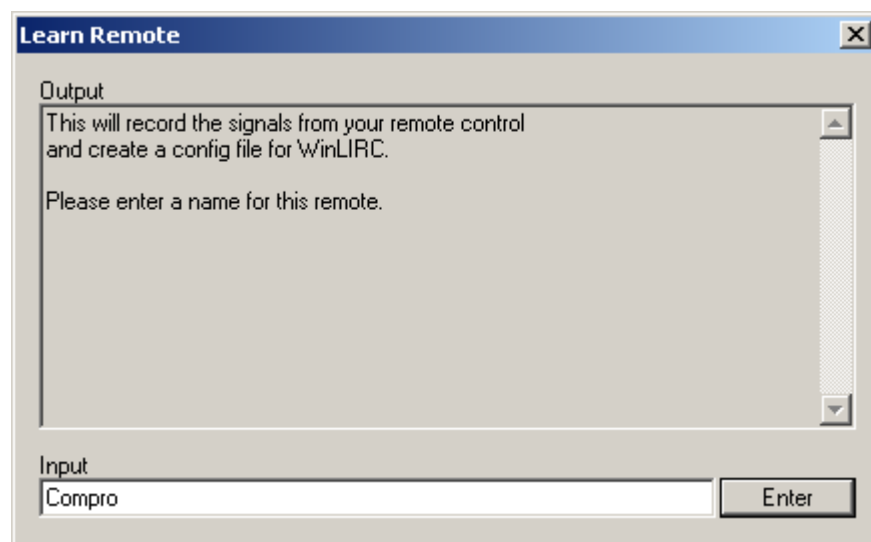 Learn Remote
Output
This will record the signals from your remote control
and create a config file for WinLIRC.
Please enter a name for this remote.
Input
Compro
Enter